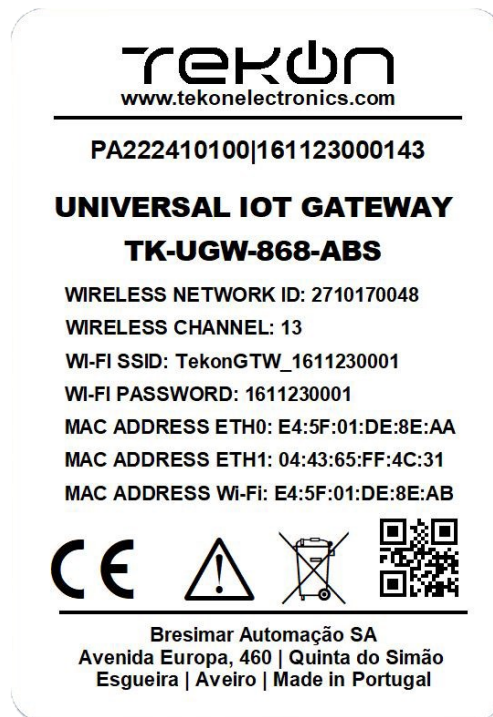 TEKON
www.tekonelectronics.com
PA222410100|161123000143
UNIVERSAL IOT GATEWAY
TK-UGW-868-ABS
WIRELESS NETWORK ID: 2710170048
WIRELESS CHANNEL: 13
WI-FI SSID: TekonGTW_1611230001
WI-FI PASSWORD: 1611230001
MAC ADDRESS ETH0: E4:5F:01:DE:8E:AA
MAC ADDRESS ETH1: 04:43:65:FF:4C:31
MAC ADDRESS Wi-Fi: E4:5F:01:DE:8E:AB
CE
Bresimar Automação SA
Avenida Europa, 460 | Quinta do Simão
Esgueira | Aveiro | Made in Portugal